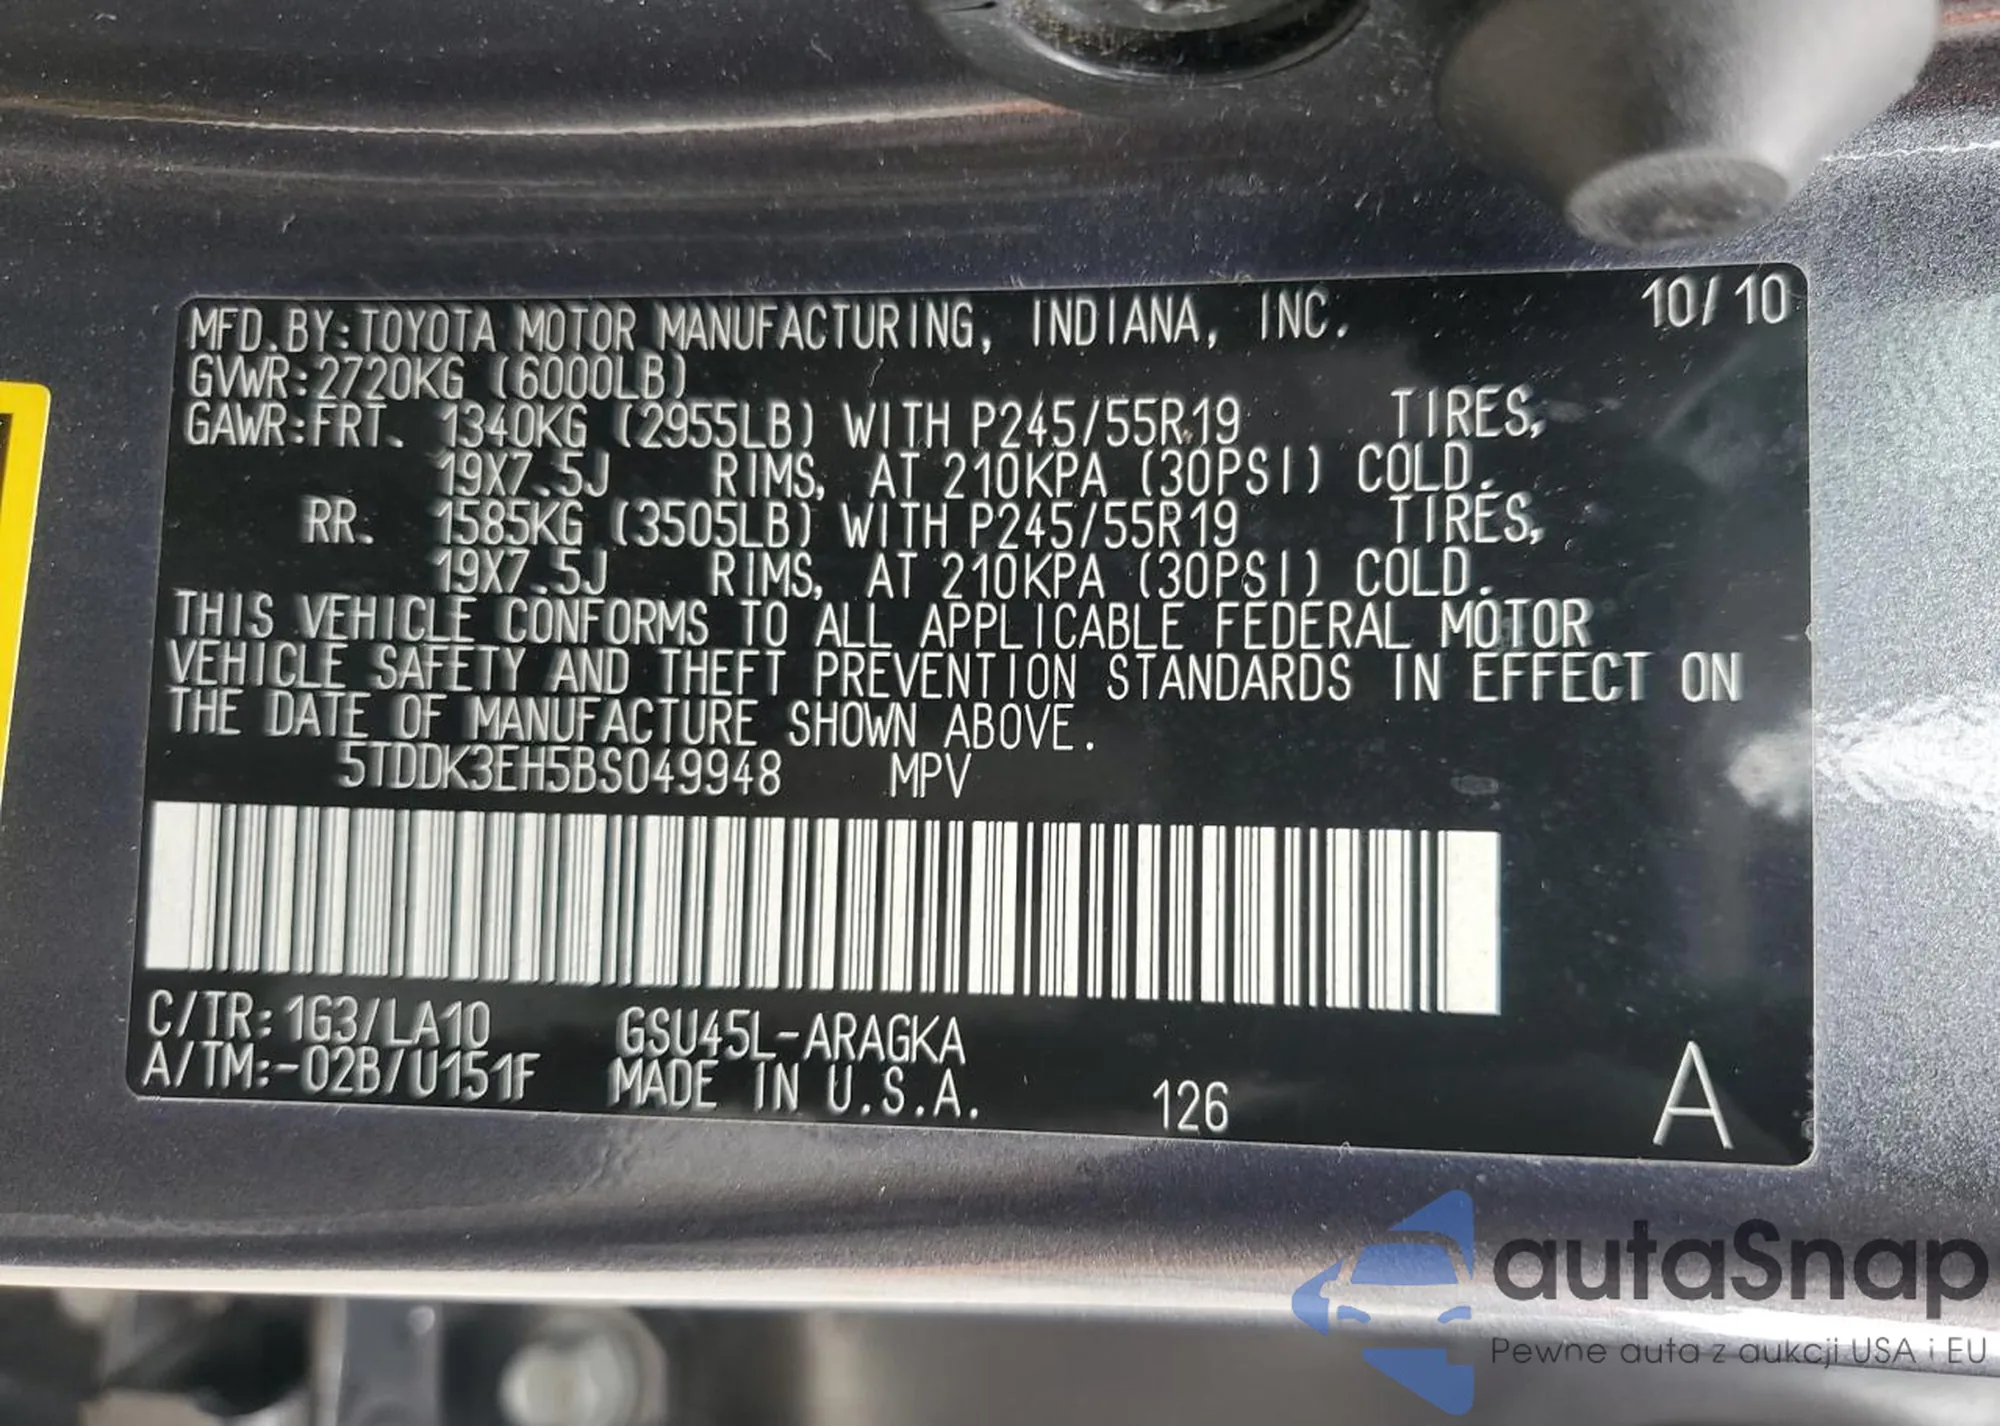 MFD.BY:TOYOTA MOTOR MANUFACTURING, INDIANA, INC. 10/10
GVWR:2720KG (6000LB)
GAWR:FRT. 1340KG (2955LB) WITH P245/55R19 TIRES,
19X7.5J RIMS, AT 210KPA (30PSI) COLD.
RR. 1585KG (3505LB) WITH P245/55R19 TIRES,
19X7.5J RIMS, AT 210KPA (30PSI) COLD.
THIS VEHICLE CONFORMS TO ALL APPLICABLE FEDERAL MOTOR
VEHICLE SAFETY AND THEFT PREVENTION STANDARDS IN EFFECT ON
THE DATE OF MANUFACTURE SHOWN ABOVE.
5TDDK3EH5BS049948 MPV
C/TR:1G3/LA10 GSU45L-ARAGKA
A/TM:-02B/U151F MADE IN U.S.A. 126 A
autaSnap
Pewne auta z aukcji USA i EU